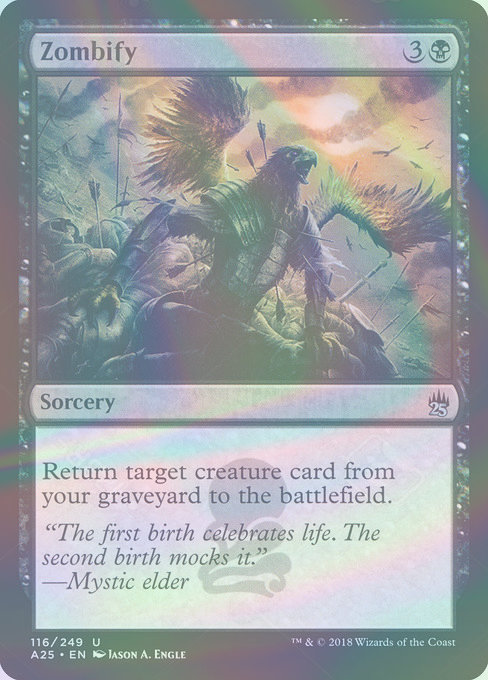 Zombify 3
Sorcery
25
Return target creature card from
your graveyard to the battlefield.
“The first birth celebrates life. The
second birth mocks it.”
—Mystic elder
116/249 U
A25 • EN Jason A. Engle
™ & © 2018 Wizards of the Coast